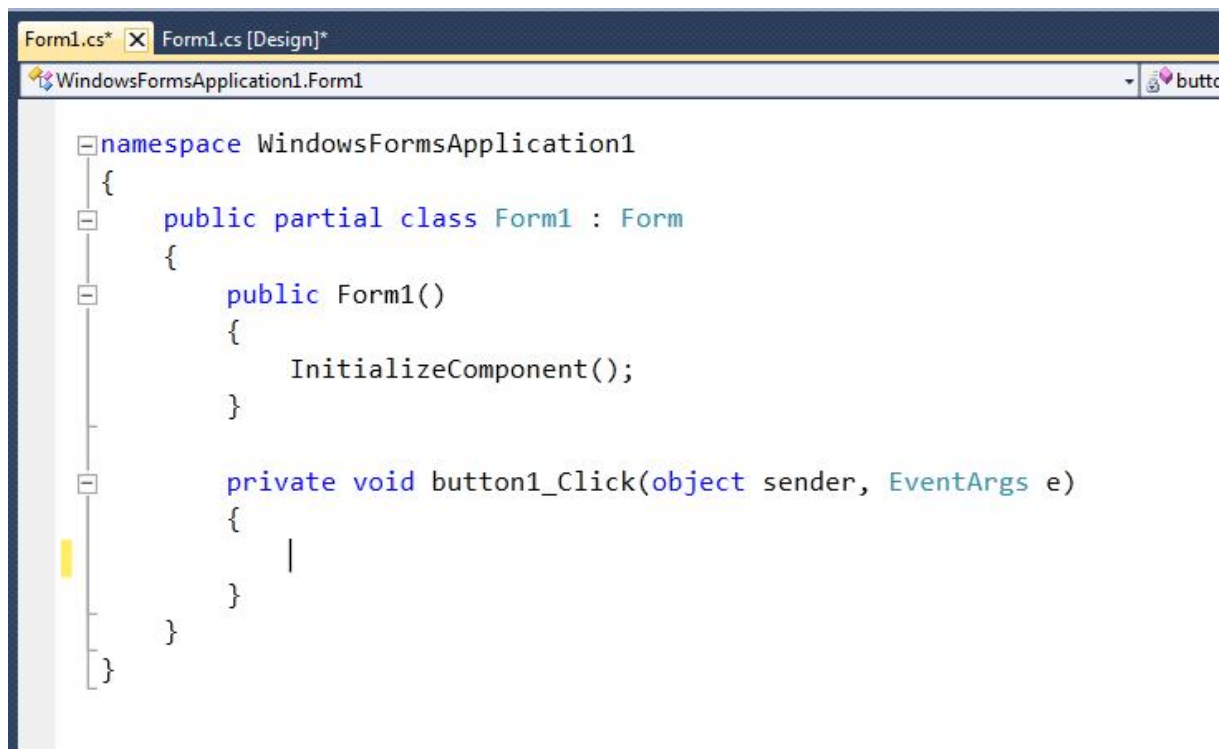 Form1.cs* Form1.cs [Design]*
WindowsFormsApplication1.Form1
namespace WindowsFormsApplication1
{
public partial class Form1 : Form
{
public Form1()
{
InitializeComponent();
}
private void button1_Click(object sender, EventArgs e)
{
}
}
}